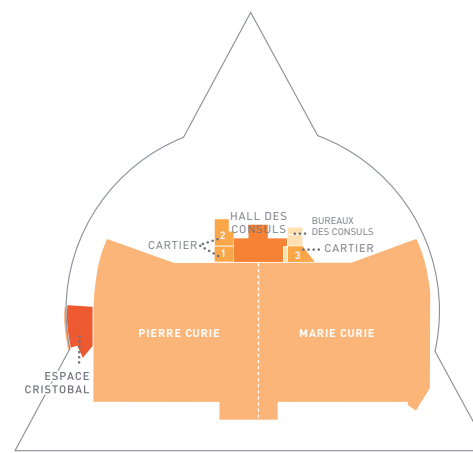 HALL DES
CONSULS
BUREAUX
DES CONSULS
2
CARTIER
1
3
CARTIER
PIERRE CURIE
MARIE CURIE
ESPACE
CRISTOBAL